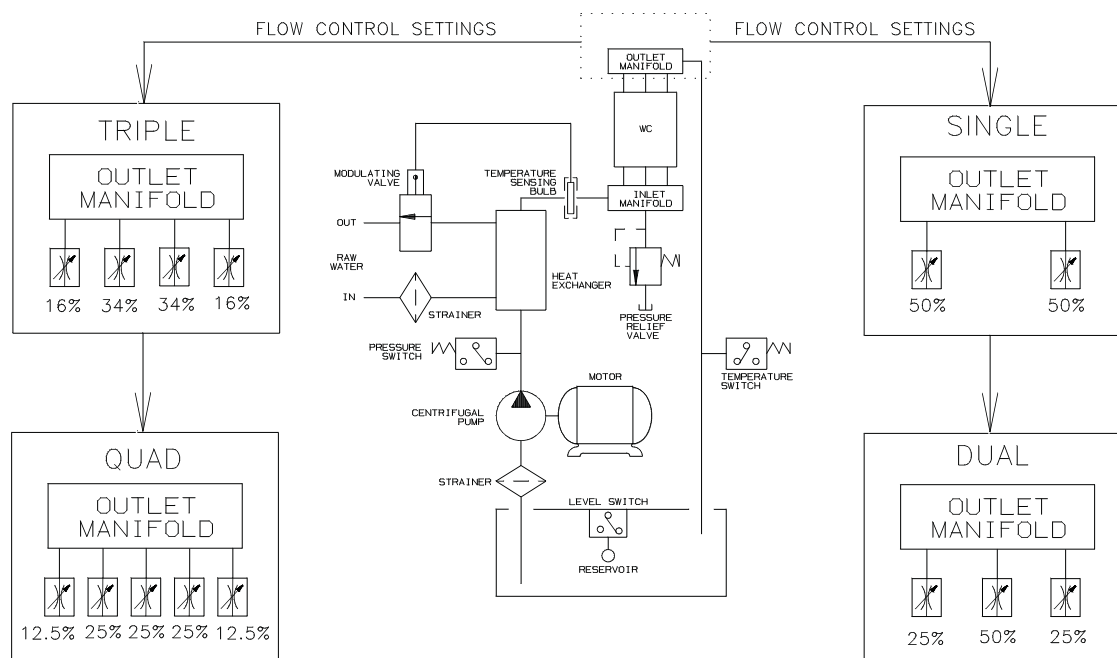 FLOW CONTROL SETTINGS
FLOW CONTROL SETTINGS
OUTLET
MANIFOLD
TRIPLE
OUTLET
MANIFOLD
16% 34% 34% 16%
QUAD
OUTLET
MANIFOLD
12.5% 25% 25% 25% 12.5%
WC
MODULATING
VALVE
TEMPERATURE
SENSING
BULB
INLET
MANIFOLD
OUT
RAW
WATER
IN
STRAINER
HEAT
EXCHANGER
PRESSURE
RELIEF
VALVE
PRESSURE
SWITCH
TEMPERATURE
SWITCH
MOTOR
CENTRIFUGAL
PUMP
STRAINER
LEVEL SWITCH
RESERVOIR
SINGLE
OUTLET
MANIFOLD
50% 50%
DUAL
OUTLET
MANIFOLD
25% 50% 25%